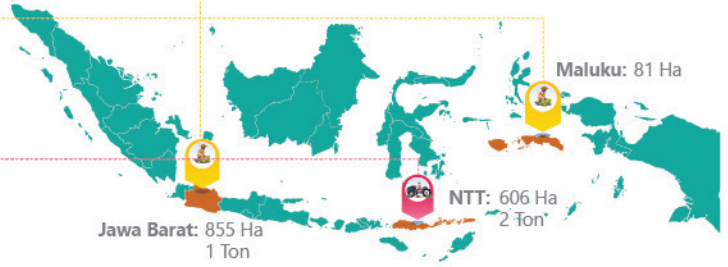 Maluku: 81 Ha
NTT: 606 Ha
2 Ton
Jawa Barat: 855 Ha
1 Ton